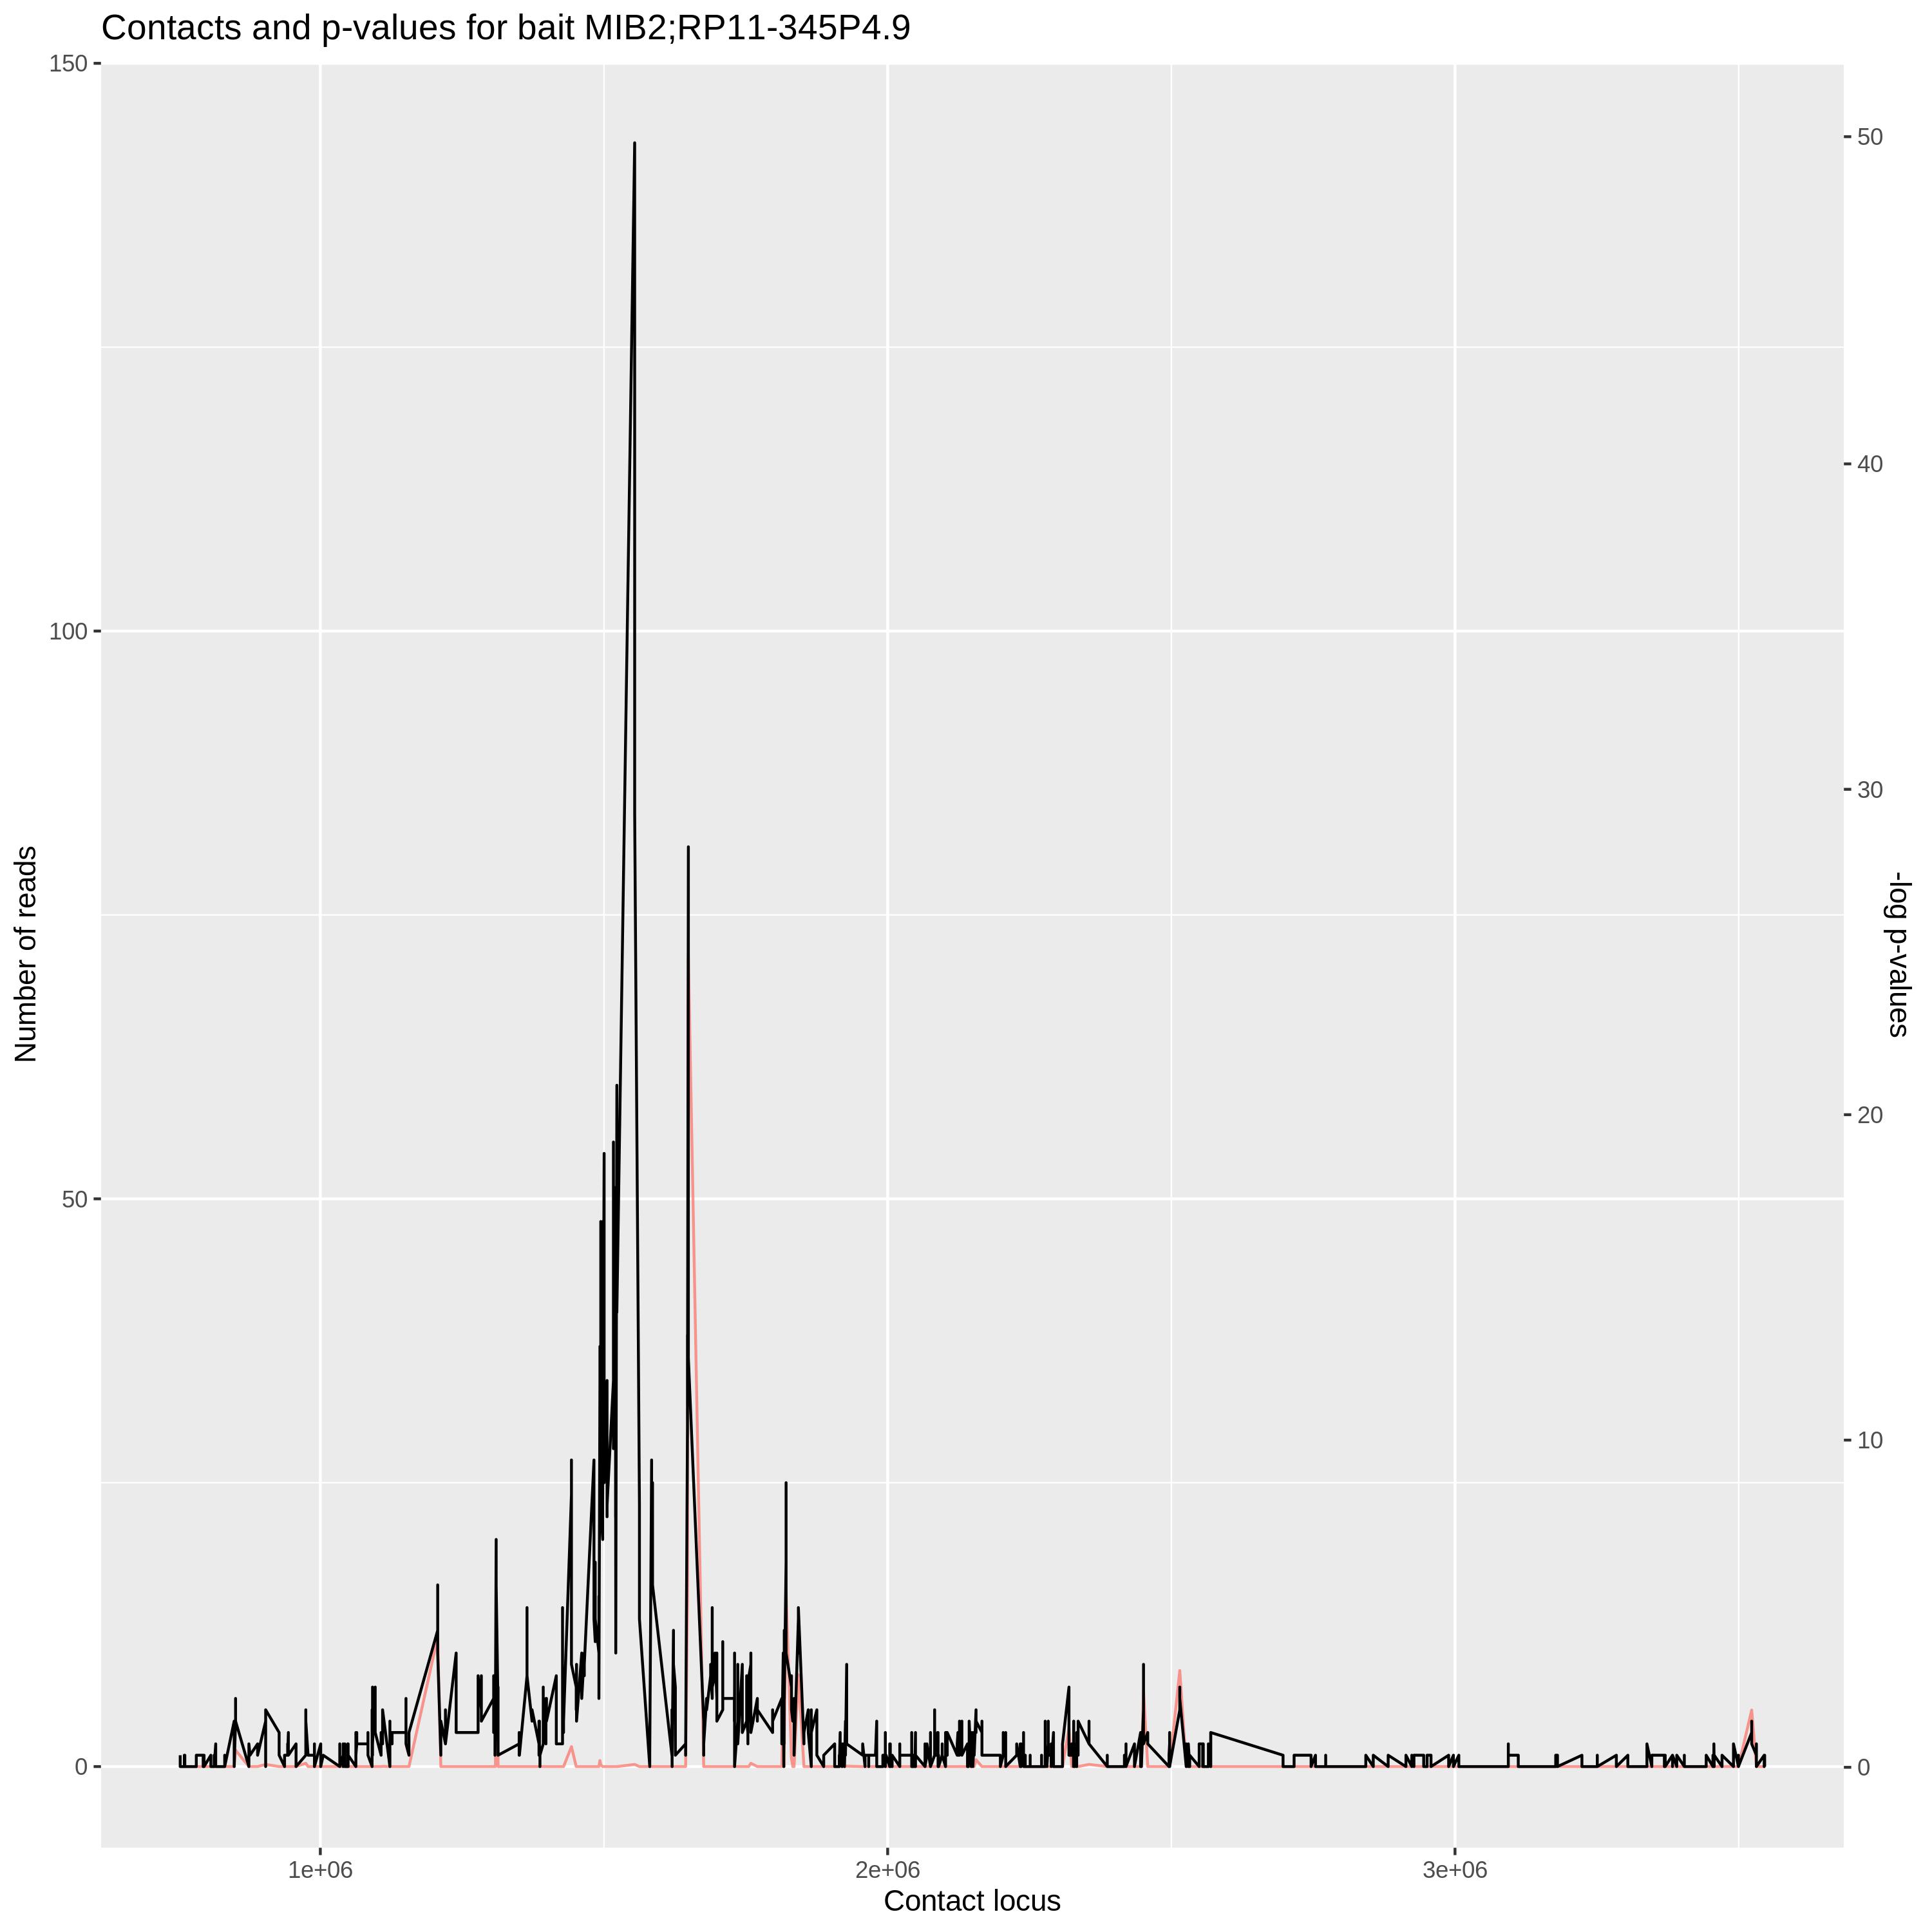 Contacts and p-values for bait MIB2;RP11-345P4.9
150
100
50
0
Number of reads
50
40
30
20
10
0
-log p-values
1e+06
2e+06
3e+06
Contact locus